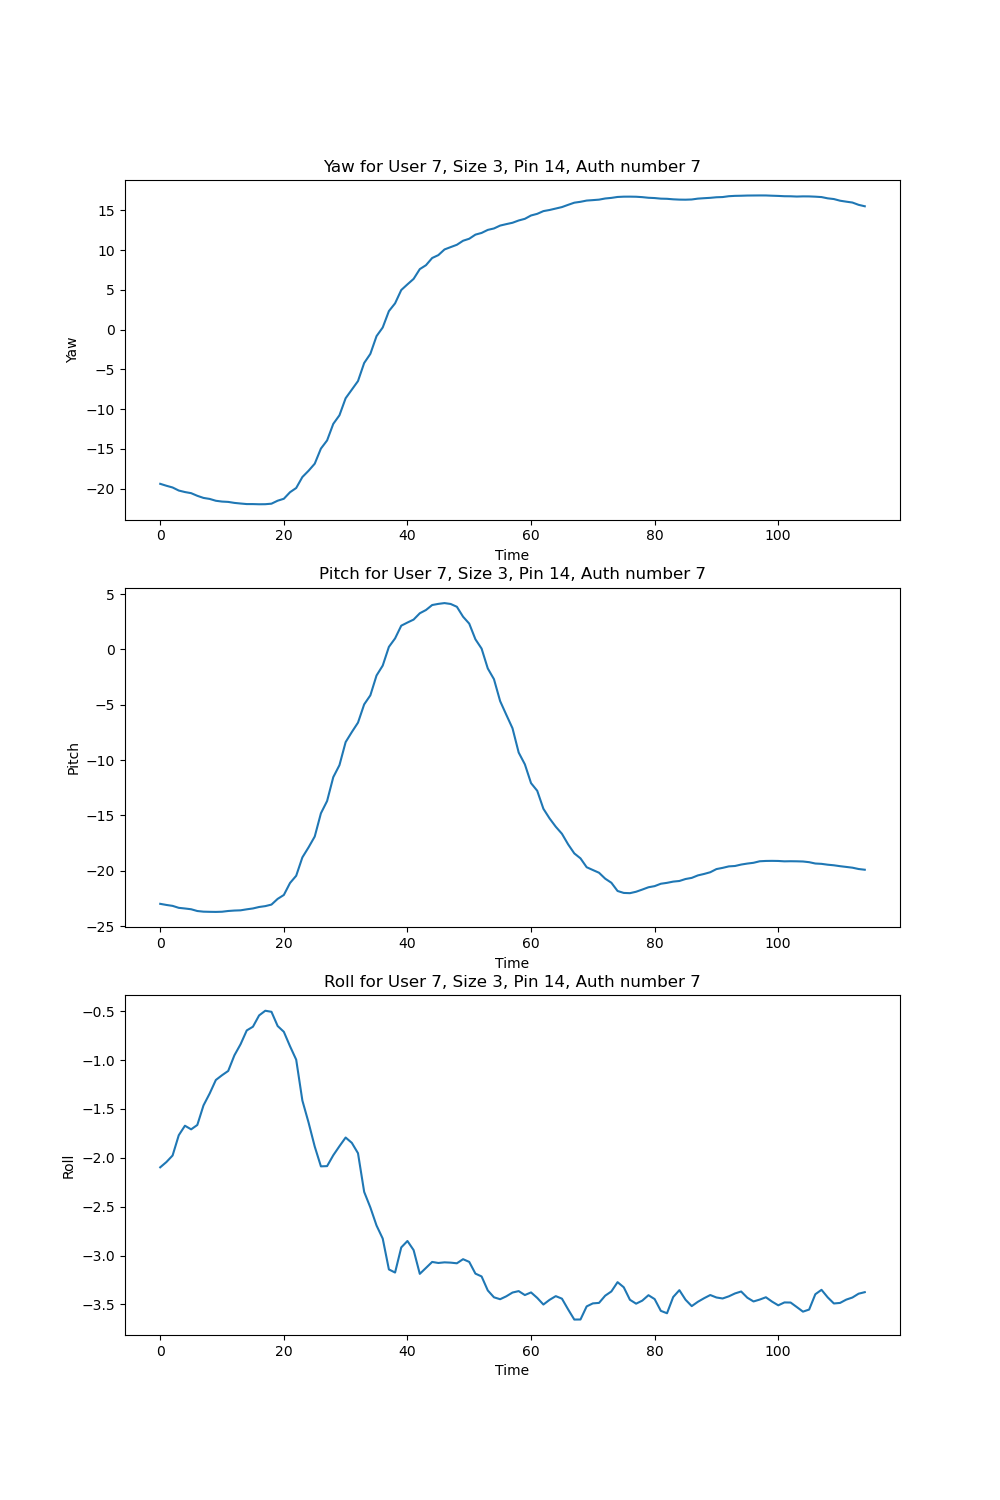 Yaw for User 7, Size 3, Pin 14, Auth number 7
15
10
5
0
−5
−10
−15
−20
Yaw
0 20 40 60 80 100
Time
Pitch for User 7, Size 3, Pin 14, Auth number 7
5
0
−5
−10
−15
−20
−25
Pitch
0 20 40 60 80 100
Time
Roll for User 7, Size 3, Pin 14, Auth number 7
−0.5
−1.0
−1.5
−2.0
−2.5
−3.0
−3.5
Roll
0 20 40 60 80 100
Time